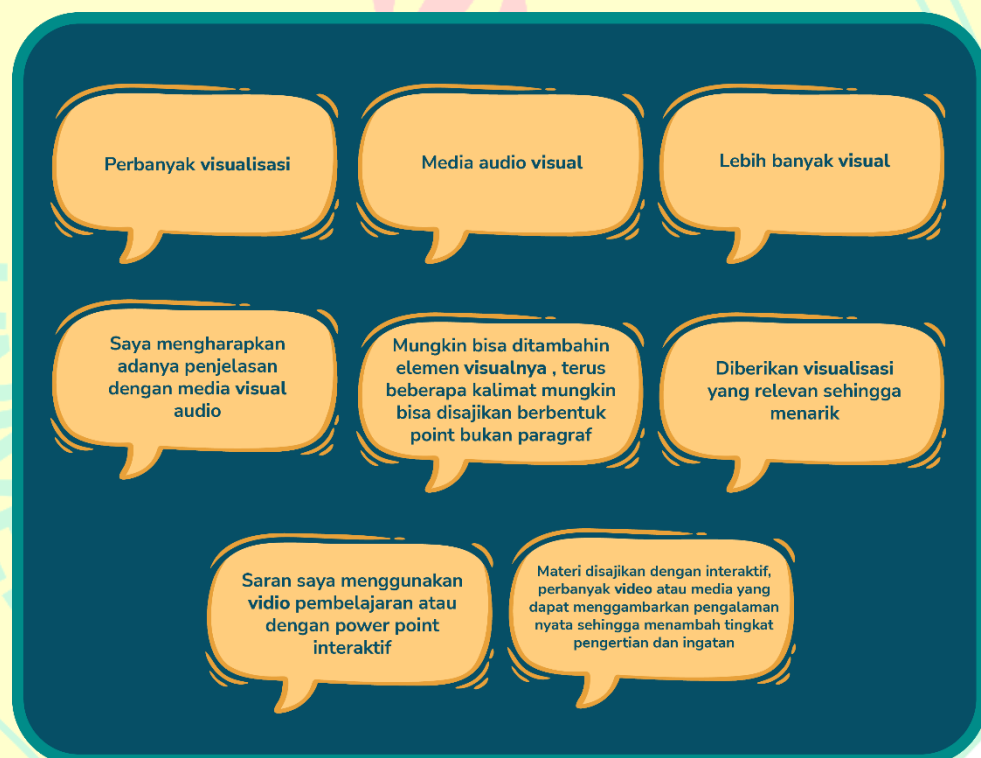 Perbanyak visualisasi
Media audio visual
Lebih banyak visual
Saya mengharapkan
adanya penjelasan
dengan media visual
audio
Mungkin bisa ditambahin
elemen visualnya , terus
beberapa kalimat mungkin
bisa disajikan berbentuk
point bukan paragraf
Diberikan visualisasi
yang relevan sehingga
menarik
Saran saya menggunakan
vidio pembelajaran atau
dengan power point
interaktif
Materi disajikan dengan interaktif,
perbanyak video atau media yang
dapat menggambarkan pengalaman
nyata sehingga menambah tingkat
pengertian dan ingatan